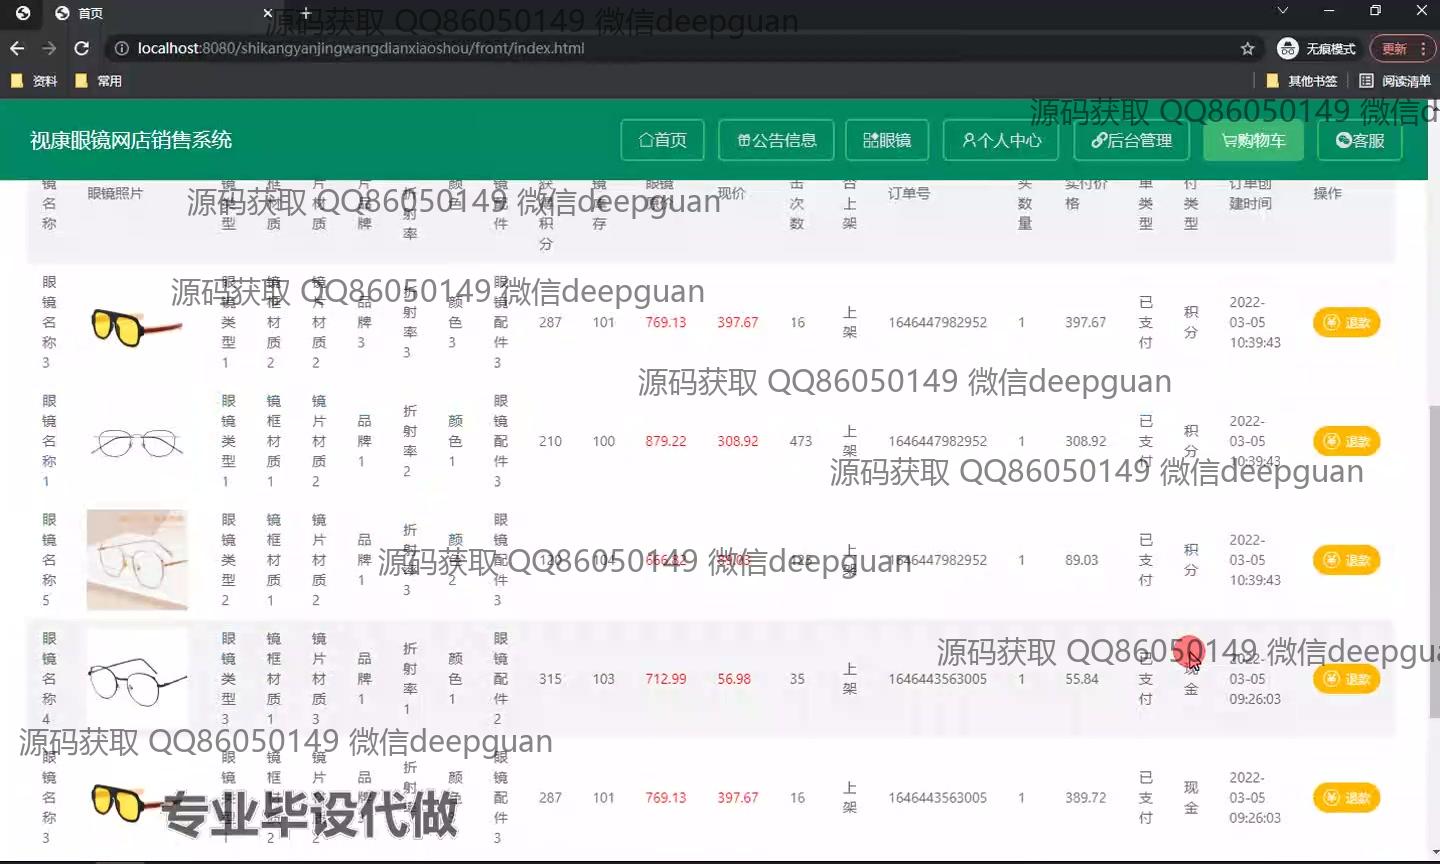 首页
源码获取 QQ86050149 微信deepguan
localhost:8080/shikangyanjingwangdianxiaoshou/front/index.html
无痕模式
更新
资料
常用
其他书签
阅读清单
源码获取 QQ86050149 微信d
视康眼镜网店销售系统
首页
公告信息
眼镜
个人中心
后台管理
购物车
客服
镜名称 眼镜照片 镜类型 框材质 片材质 片品牌 折射率 颜色 镜配件 获得积分 镜库存 眼镜原价 现价 击次数 否上架 订单号 买数量 实付价格 单类型 付类型 订单创建时间 操作
源码获取 QQ86050149 微信deepguan
源码获取 QQ86050149 微信deepguan
眼镜名称3 眼镜类型1 镜框材质2 镜片材质2 品牌3 折射率3 颜色3 眼镜配件3 287 101 769.13 397.67 16 上架 1646447982952 1 397.67 已支付 积分 2022-03-05 10:39:43 退款
源码获取 QQ86050149 微信deepguan
眼镜名称1 眼镜类型1 镜框材质1 镜片材质2 品牌1 折射率2 颜色1 眼镜配件3 210 100 879.22 308.92 473 上架 1646447982952 1 308.92 已支付 积分 2022-03-05 10:39:43 退款
源码获取 QQ86050149 微信deepguan
眼镜名称5 眼镜类型2 镜框材质1 镜片材质2 品牌1 折射率3 颜色2 眼镜配件3 104 上架 1646447982952 1 89.03 已支付 积分 2022-03-05 10:39:43 退款
源码获取 QQ86050149 微信deepguan
源码获取 QQ86050149 微信deepgua
眼镜名称4 眼镜类型3 镜框材质1 镜片材质3 品牌1 折射率1 颜色1 眼镜配件2 315 103 712.99 56.98 35 上架 1646443563005 1 55.84 已支付 现金 2022-03-05 09:26:03 退款
源码获取 QQ86050149 微信deepguan
眼镜名称3 眼镜类型1 镜框材质2 镜片材质2 品牌3 折射率3 颜色 眼镜配件3 287 101 769.13 397.67 16 上架 1646443563005 1 389.72 已支付 现金 2022-03-05 09:26:03 退款
专业毕设代做